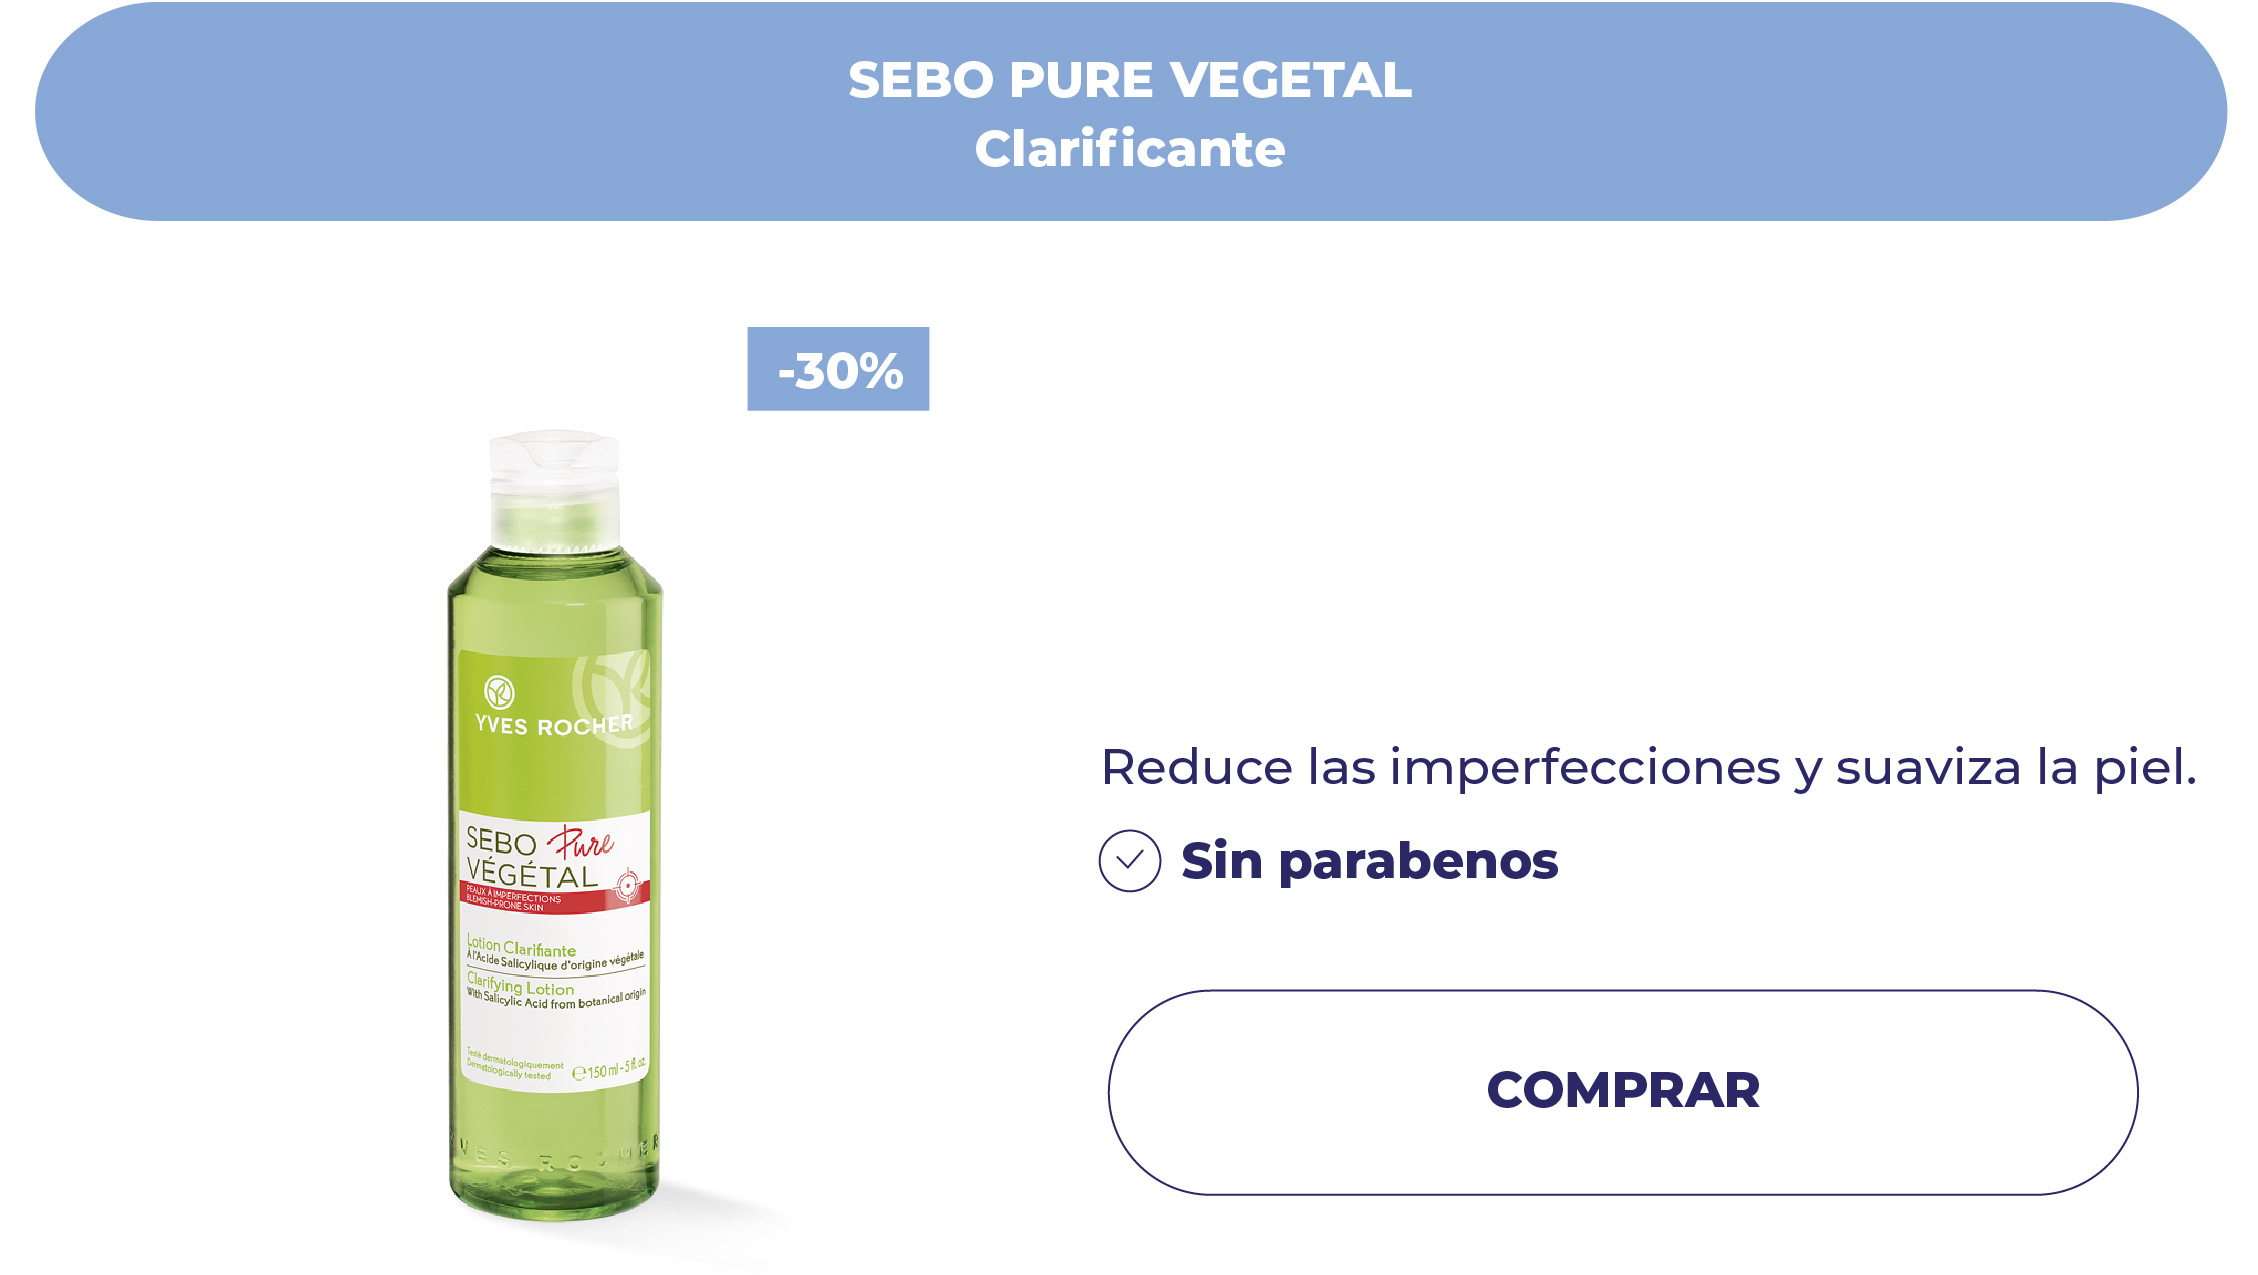 SEBO PURE VEGETAL
Clarificante
-30%
YVES ROCHER
SEBO Pure
VÉGÉTAL
PEAUX À IMPERFECTIONS
BLEMISH-PRONE SKIN
Lotion Clarifiante
À l'Acide Salicylique d'origine végétale
Clarifying Lotion
With Salicylic Acid from botanical origin
Testé dermatologiquement
Dermatologically tested
℮ 150 ml - 5 fl. oz.
YVES ROCHER
Reduce las imperfecciones y suaviza la piel.
Sin parabenos
COMPRAR